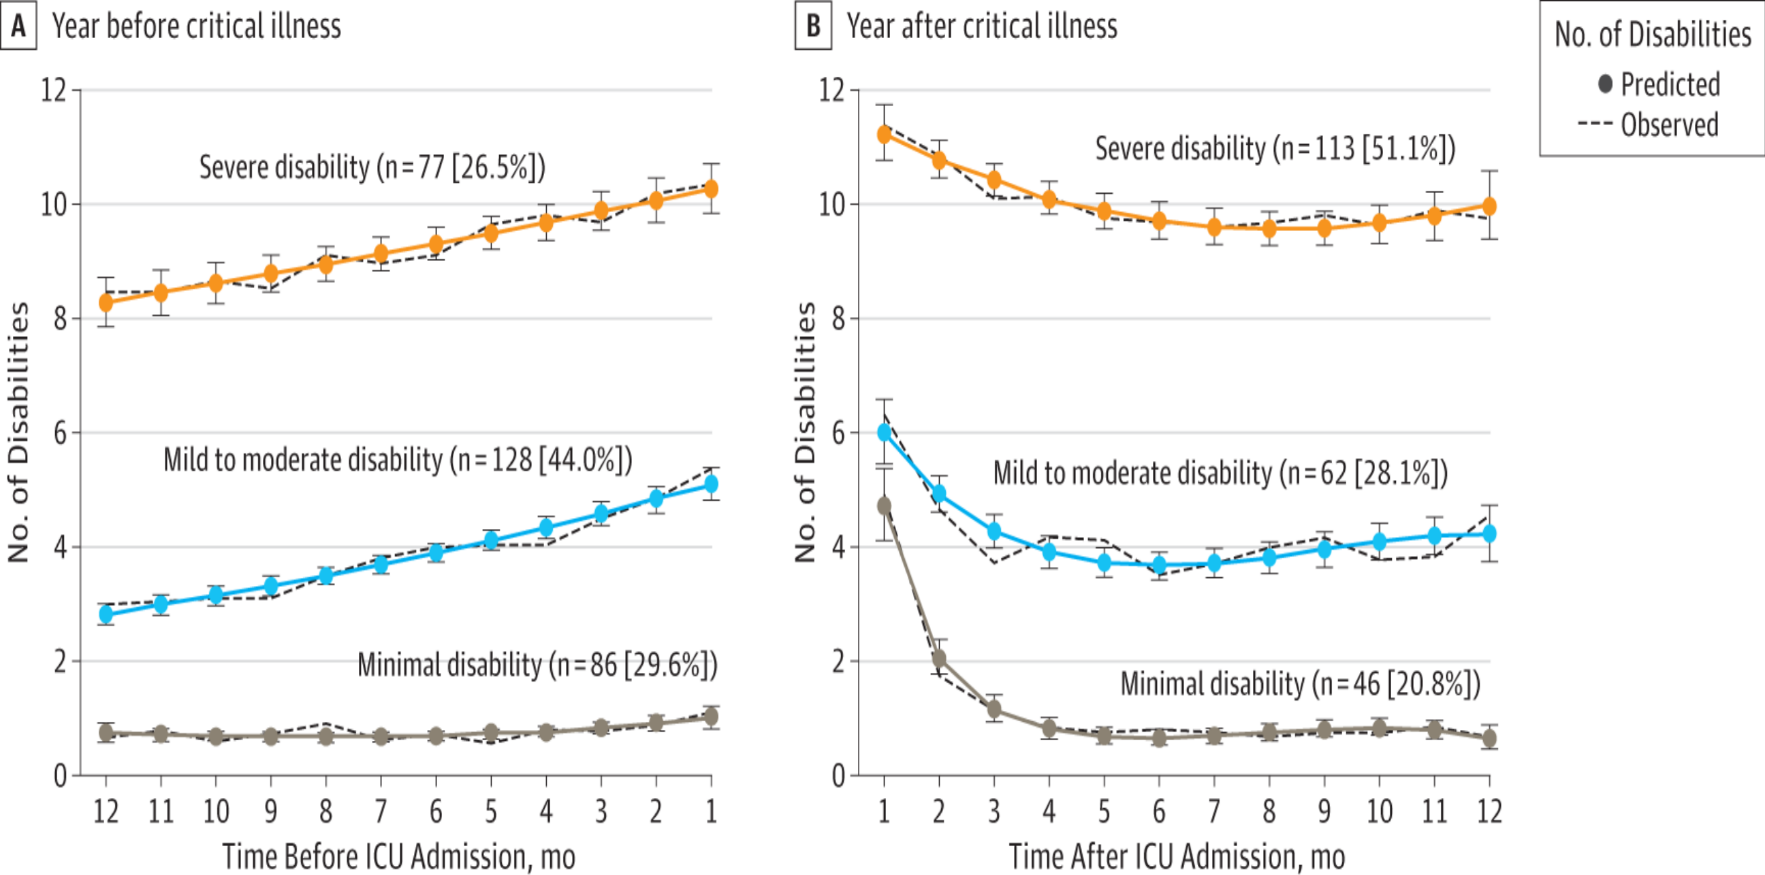 A Year before critical illness
No. of Disabilities
12
10
8
6
4
2
0
Severe disability (n=77 [26.5%])
Mild to moderate disability (n=128 [44.0%])
Minimal disability (n=86 [29.6%])
12 11 10 9 8 7 6 5 4 3 2 1
Time Before ICU Admission, mo
B Year after critical illness
No. of Disabilities
12
10
8
6
4
2
0
Severe disability (n=113 [51.1%])
Mild to moderate disability (n=62 [28.1%])
Minimal disability (n=46 [20.8%])
1 2 3 4 5 6 7 8 9 10 11 12
Time After ICU Admission, mo
No. of Disabilities
Predicted
Observed